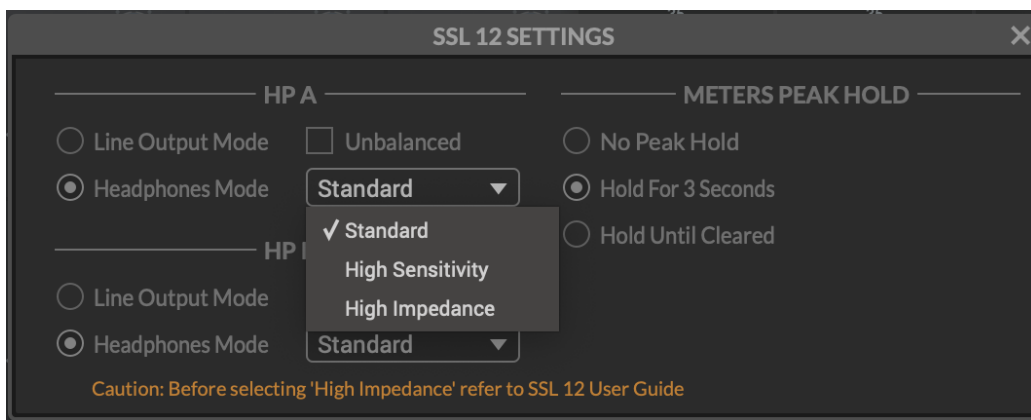 SSL 12 SETTINGS
HP A
Line Output Mode
Unbalanced
Headphones Mode
Standard
Standard
High Sensitivity
High Impedance
HP
Line Output Mode
Headphones Mode
Standard
Caution: Before selecting 'High Impedance' refer to SSL 12 User Guide
METERS PEAK HOLD
No Peak Hold
Hold For 3 Seconds
Hold Until Cleared